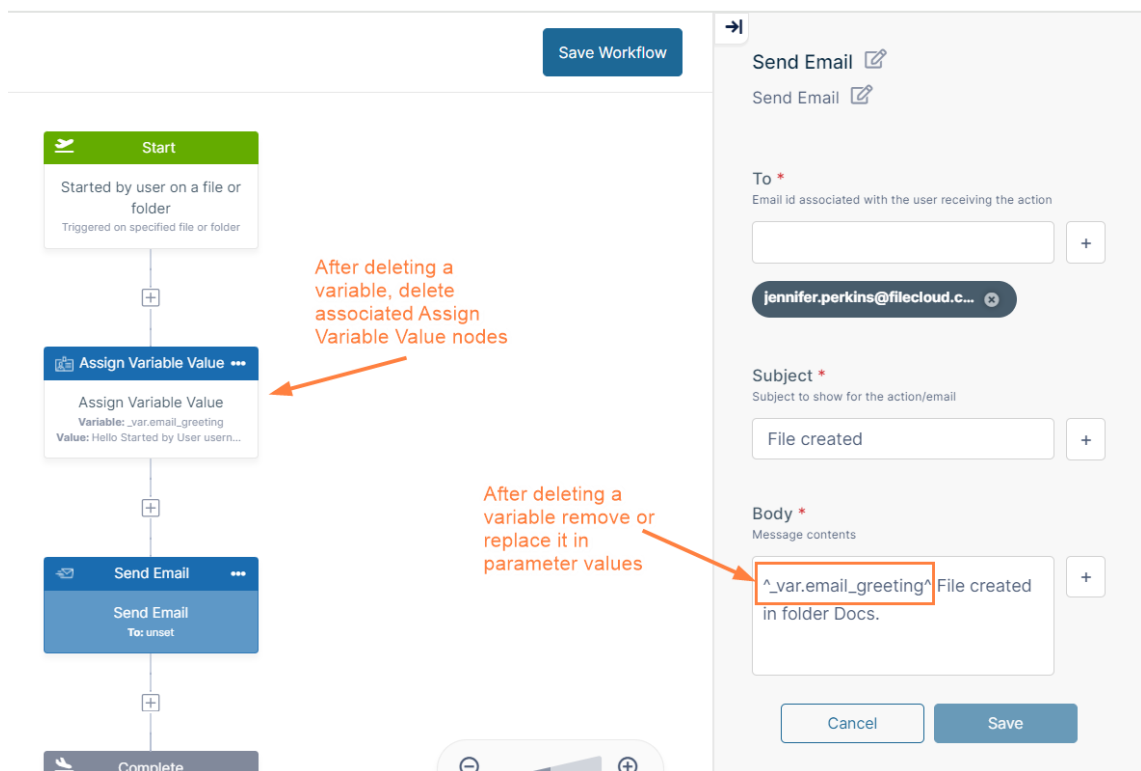 Save Workflow
Start
Started by user on a file or
folder
Triggered on specified file or folder
After deleting a
variable, delete
associated Assign
Variable Value nodes
Assign Variable Value
Assign Variable Value
Variable: _var.email_greeting
Value: Hello Started by User usern...
After deleting a
variable remove or
replace it in
parameter values
Send Email
Send Email
To: unset
Complete
Send Email
Send Email
To *
Email id associated with the user receiving the action
jennifer.perkins@filecloud.c...
Subject *
Subject to show for the action/email
File created
Body *
Message contents
^_var.email_greeting^ File created
in folder Docs.
Cancel
Save